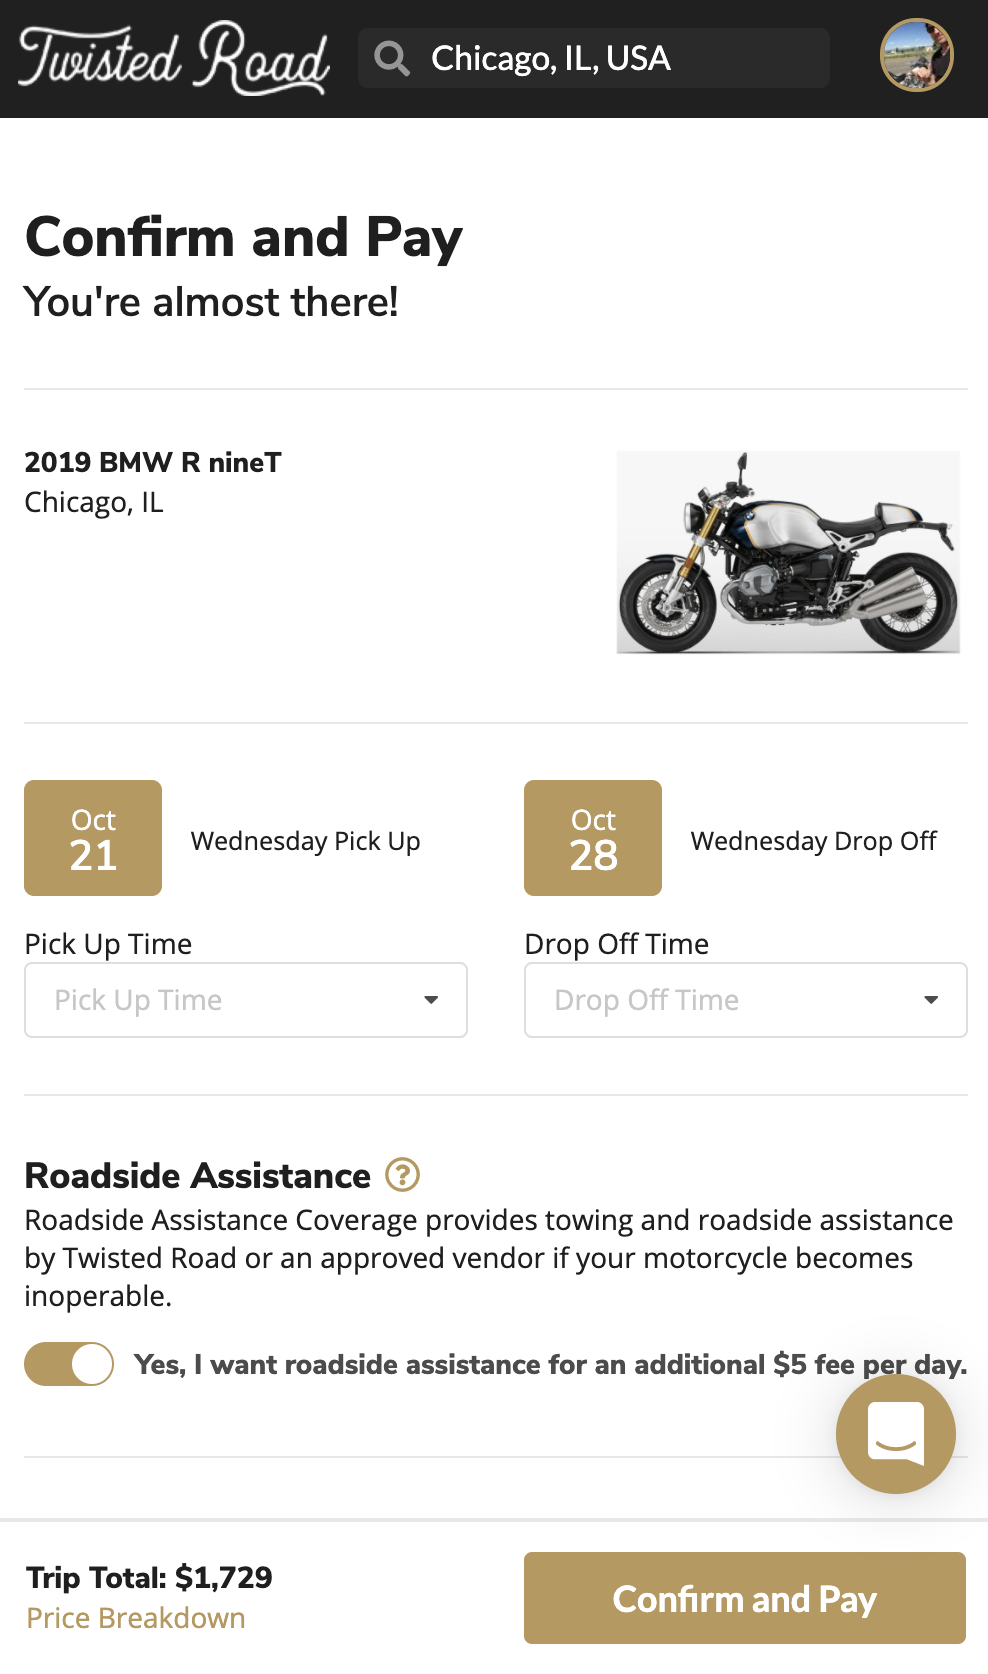 Twisted Road
Chicago, IL, USA
Confirm and Pay
You're almost there!
2019 BMW R nineT
Chicago, IL
Oct
21
Wednesday Pick Up
Oct
28
Wednesday Drop Off
Pick Up Time
Pick Up Time
Drop Off Time
Drop Off Time
Roadside Assistance ?
Roadside Assistance Coverage provides towing and roadside assistance
by Twisted Road or an approved vendor if your motorcycle becomes
inoperable.
Yes, I want roadside assistance for an additional $5 fee per day.
Trip Total: $1,729
Price Breakdown
Confirm and Pay